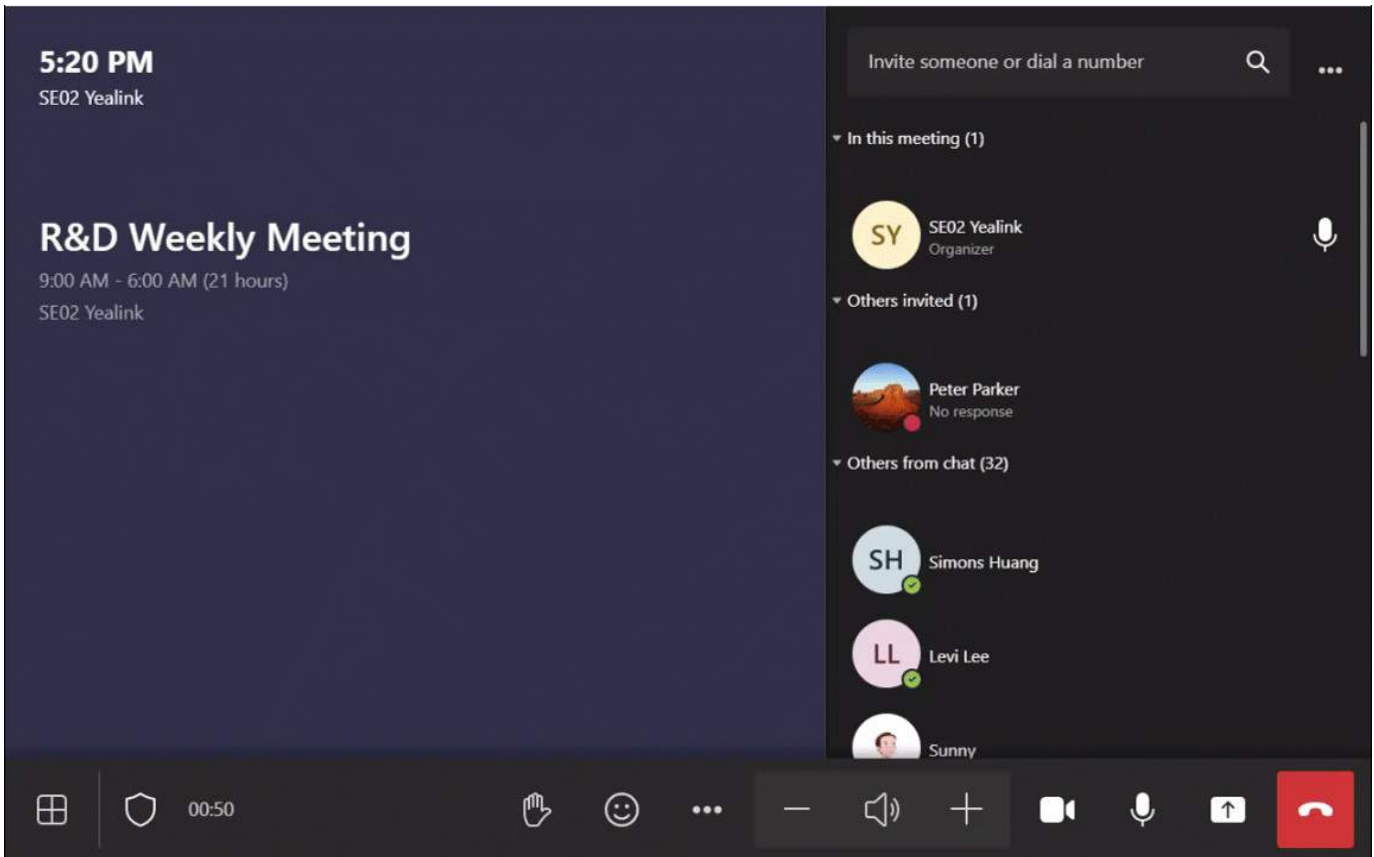 5:20 PM
SE02 Yealink
R&D Weekly Meeting
9:00 AM - 6:00 AM (21 hours)
SE02 Yealink
Invite someone or dial a number
In this meeting (1)
SY
SE02 Yealink
Organizer
Others invited (1)
Peter Parker
No response
Others from chat (32)
SH
Simons Huang
LL
Levi Lee
Sunny
00:50